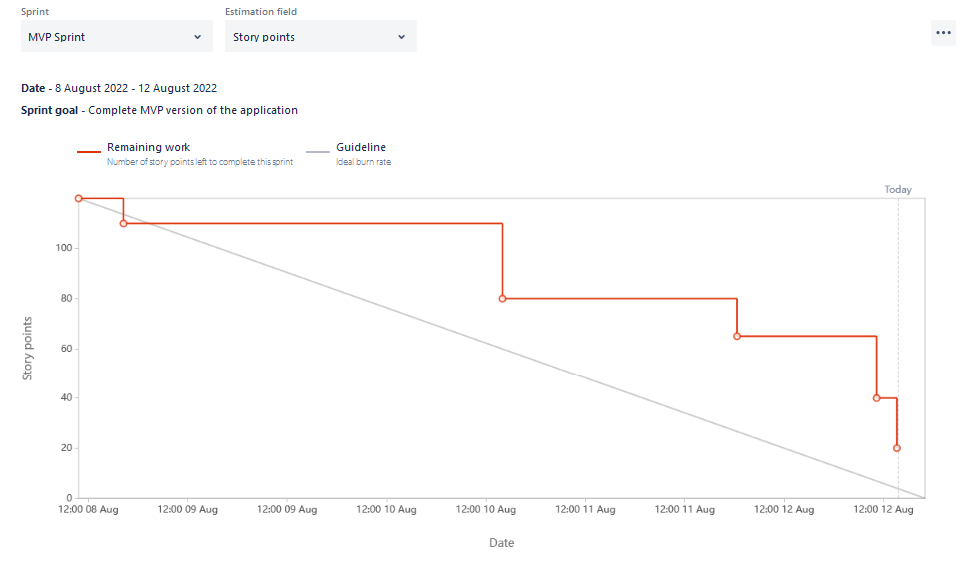 Sprint
Estimation field
MVP Sprint
Story points
Date - 8 August 2022 - 12 August 2022
Sprint goal - Complete MVP version of the application
Remaining work
Number of story points left to complete this sprint
Guideline
Ideal burn rate
Today
100
80
60
40
20
0
Story points
12:00 08 Aug
12:00 09 Aug
12:00 09 Aug
12:00 10 Aug
12:00 10 Aug
12:00 11 Aug
12:00 11 Aug
12:00 12 Aug
12:00 12 Aug
Date